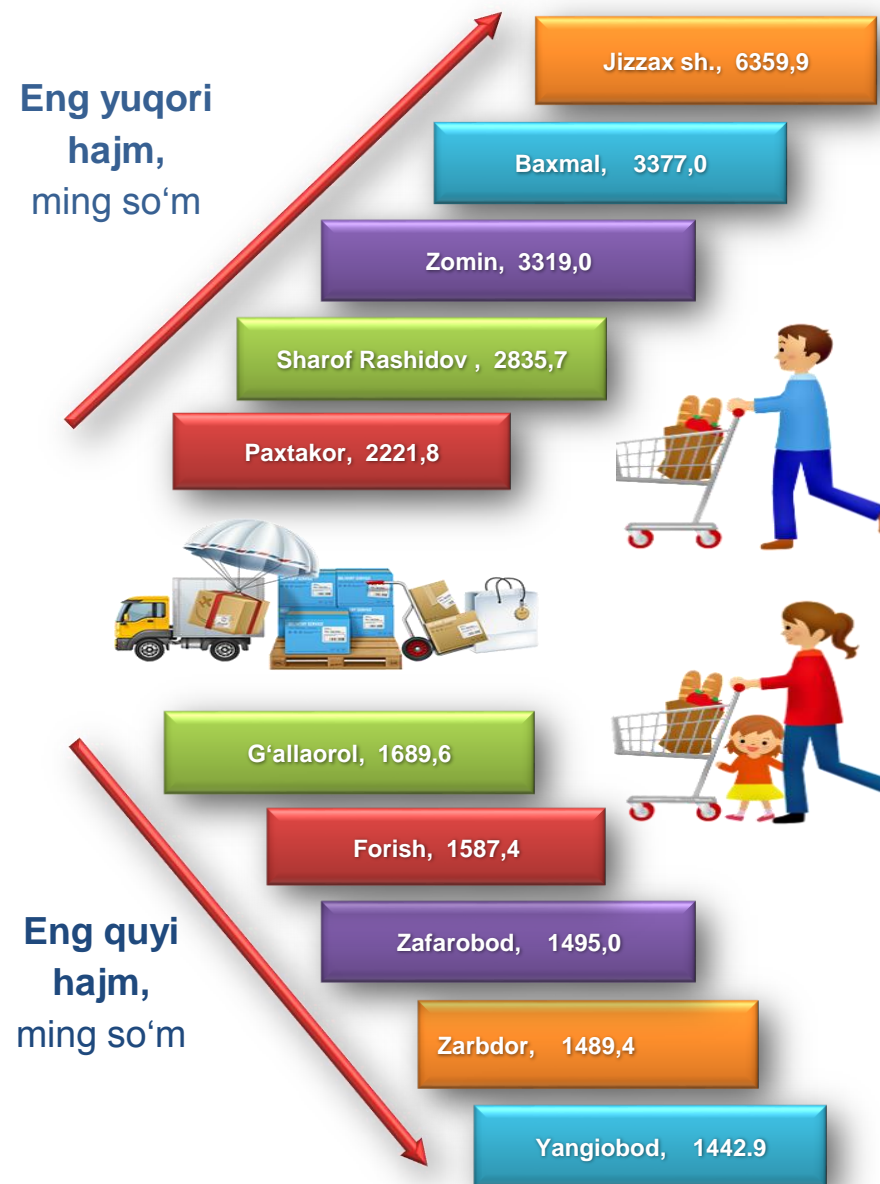 Eng yuqori
hajm,
ming so‘m
Jizzax sh., 6359,9
Baxmal, 3377,0
Zomin, 3319,0
Sharof Rashidov , 2835,7
Paxtakor, 2221,8
G‘allaorol, 1689,6
Forish, 1587,4
Zafarobod, 1495,0
Eng quyi
hajm,
ming so‘m
Zarbdor, 1489,4
Yangiobod, 1442.9